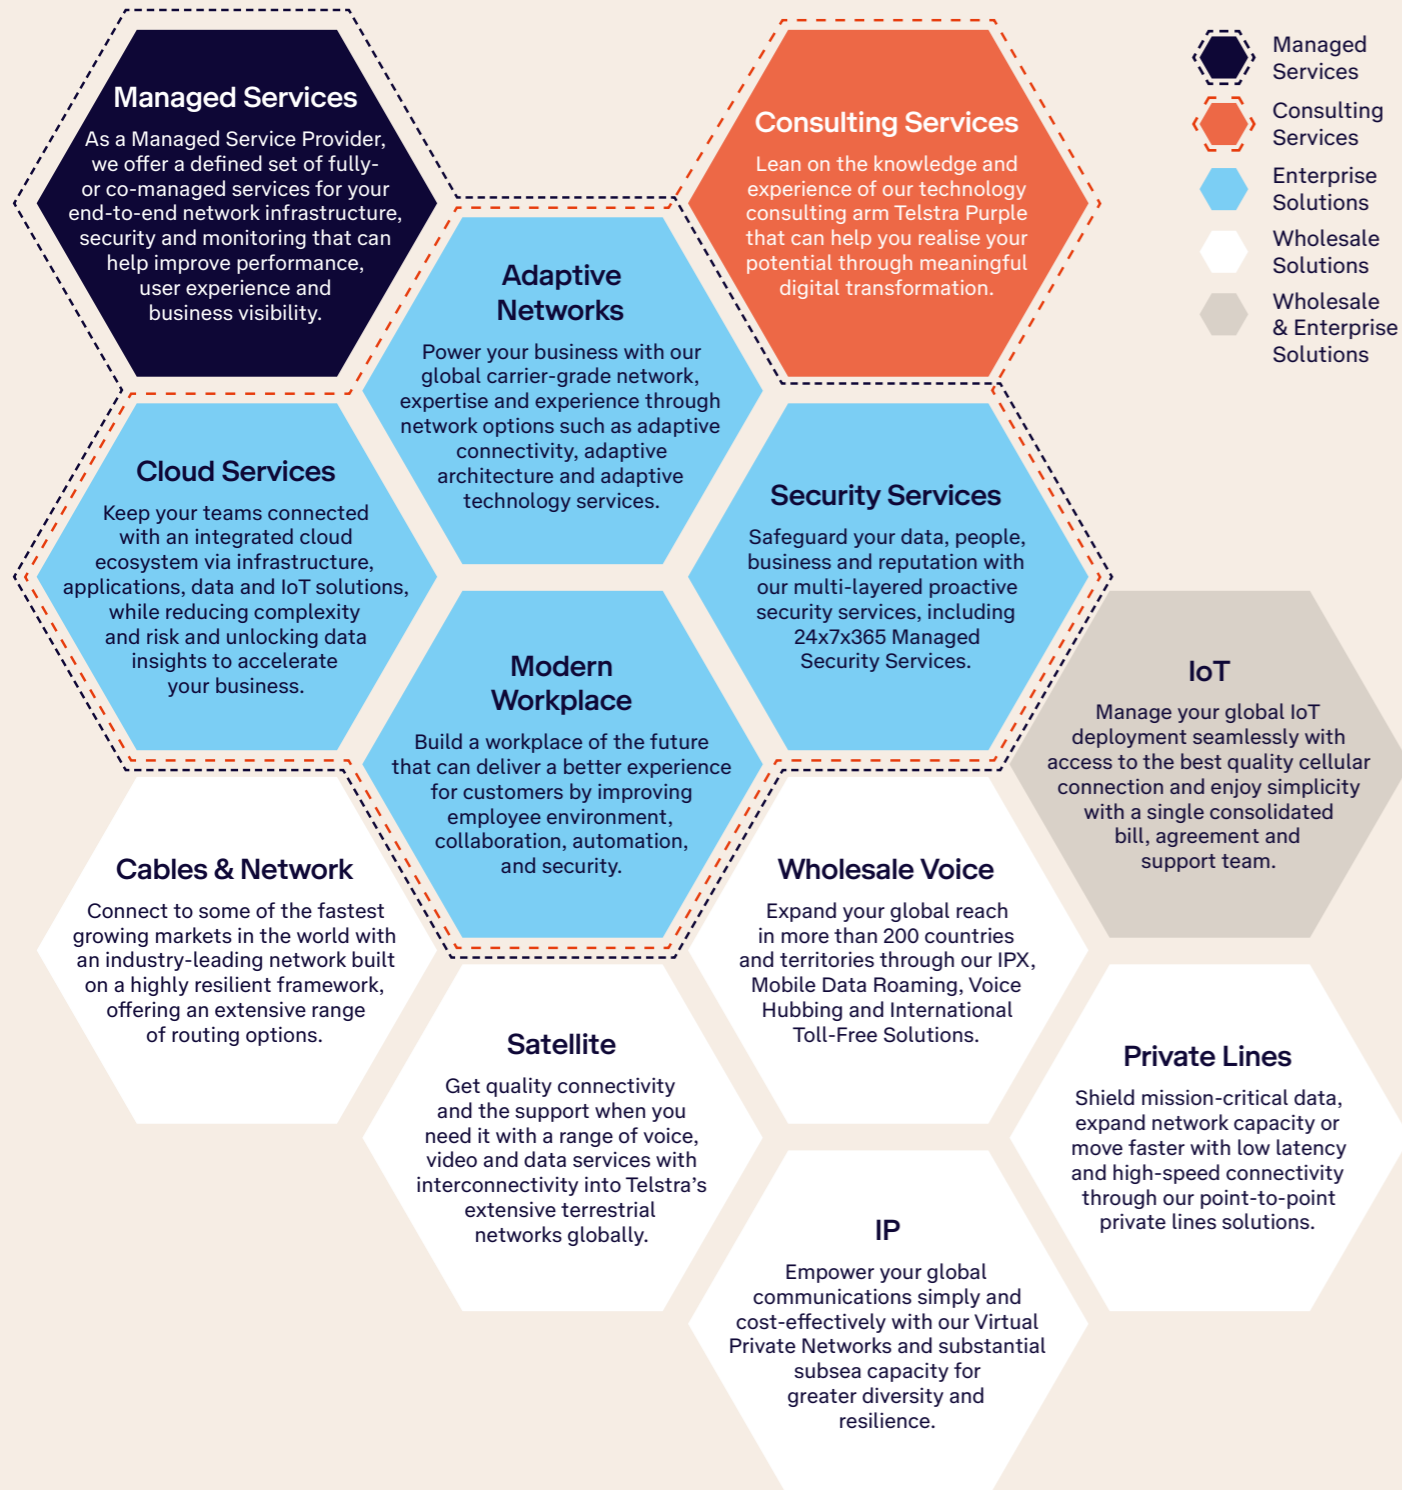 Managed Services
As a Managed Service Provider,
we offer a defined set of fully-
or co-managed services for your
end-to-end network infrastructure,
security and monitoring that can
help improve performance,
user experience and
business visibility.
Consulting Services
Lean on the knowledge and
experience of our technology
consulting arm Telstra Purple
that can help you realise your
potential through meaningful
digital transformation.
Managed
Services
Consulting
Services
Enterprise
Solutions
Wholesale
Solutions
Wholesale
& Enterprise
Solutions
Adaptive
Networks
Power your business with our
global carrier-grade network,
expertise and experience through
network options such as adaptive
connectivity, adaptive
architecture and adaptive
technology services.
Cloud Services
Keep your teams connected
with an integrated cloud
ecosystem via infrastructure,
applications, data and IoT solutions,
while reducing complexity
and risk and unlocking data
insights to accelerate
your business.
Security Services
Safeguard your data, people,
business and reputation with
our multi-layered proactive
security services, including
24x7x365 Managed
Security Services.
Modern
Workplace
Build a workplace of the future
that can deliver a better experience
for customers by improving
employee environment,
collaboration, automation,
and security.
IoT
Manage your global IoT
deployment seamlessly with
access to the best quality cellular
connection and enjoy simplicity
with a single consolidated
bill, agreement and
support team.
Cables & Network
Connect to some of the fastest
growing markets in the world with
an industry-leading network built
on a highly resilient framework,
offering an extensive range
of routing options.
Wholesale Voice
Expand your global reach
in more than 200 countries
and territories through our IPX,
Mobile Data Roaming, Voice
Hubbing and International
Toll-Free Solutions.
Satellite
Get quality connectivity
and the support when you
need it with a range of voice,
video and data services with
interconnectivity into Telstra’s
extensive terrestrial
networks globally.
Private Lines
Shield mission-critical data,
expand network capacity or
move faster with low latency
and high-speed connectivity
through our point-to-point
private lines solutions.
IP
Empower your global
communications simply and
cost-effectively with our Virtual
Private Networks and substantial
subsea capacity for
greater diversity and
resilience.